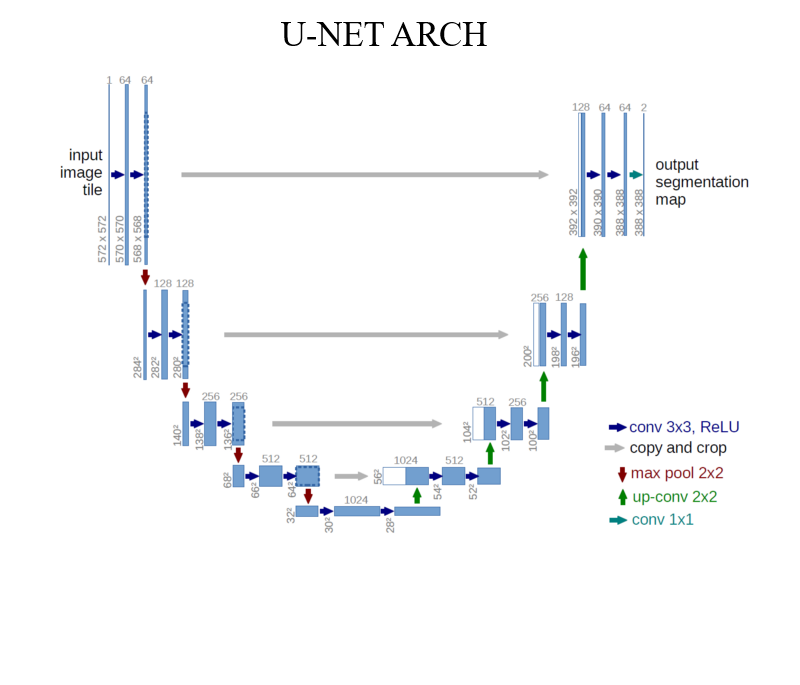 U-NET ARCH
1 64 64
128 64 64 2
input
image
tile
output
segmentation
map
572 x 572
570 x 570
568 x 568
392 x 392
390 x 390
388 x 388
388 x 388
128 128
256 128
284²
282²
280²
200²
198²
196²
256 256
512 256
140²
138²
136²
104²
102²
100²
512 512
1024 512
68²
66²
64²
56²
54²
52²
1024
32²
30²
28²
conv 3x3, ReLU
copy and crop
max pool 2x2
up-conv 2x2
conv 1x1